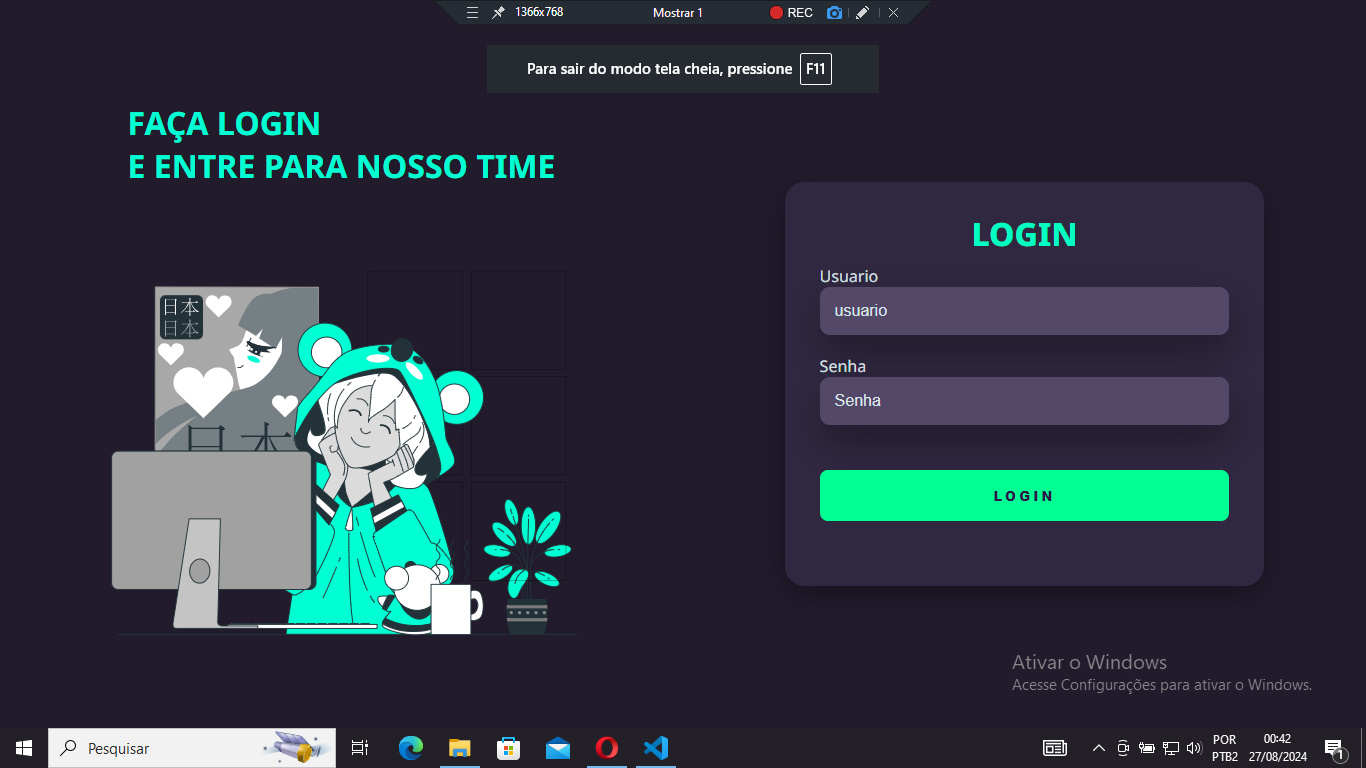 1366x768
Mostrar 1
REC
Para sair do modo tela cheia, pressione F11
FAÇA LOGIN
E ENTRE PARA NOSSO TIME
日本
日本
日本
LOGIN
Usuario
usuario
Senha
Senha
LOGIN
Ativar o Windows
Acesse Configurações para ativar o Windows.
Pesquisar
POR
PTB2
00:42
27/08/2024
1